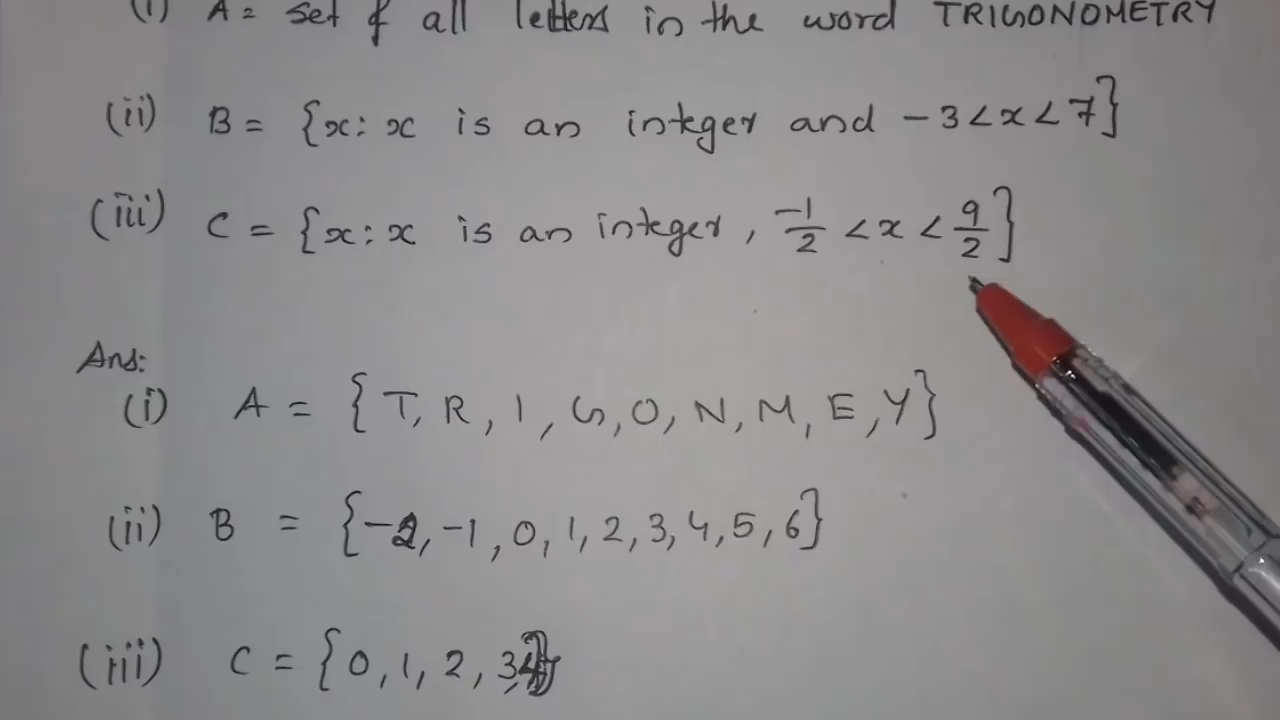 (i) A = set of all letters in the word TRIGONOMETRY
(ii) B = {x: x is an integer and -3<x<7}
(iii) C = {x: x is an integer, -1/2 <x< 9/2}
Ans:
(i) A = {T, R, I, G, O, N, M, E, Y}
(ii) B = {-2, -1, 0, 1, 2, 3, 4, 5, 6}
(iii) C = {0, 1, 2, 3, 4}